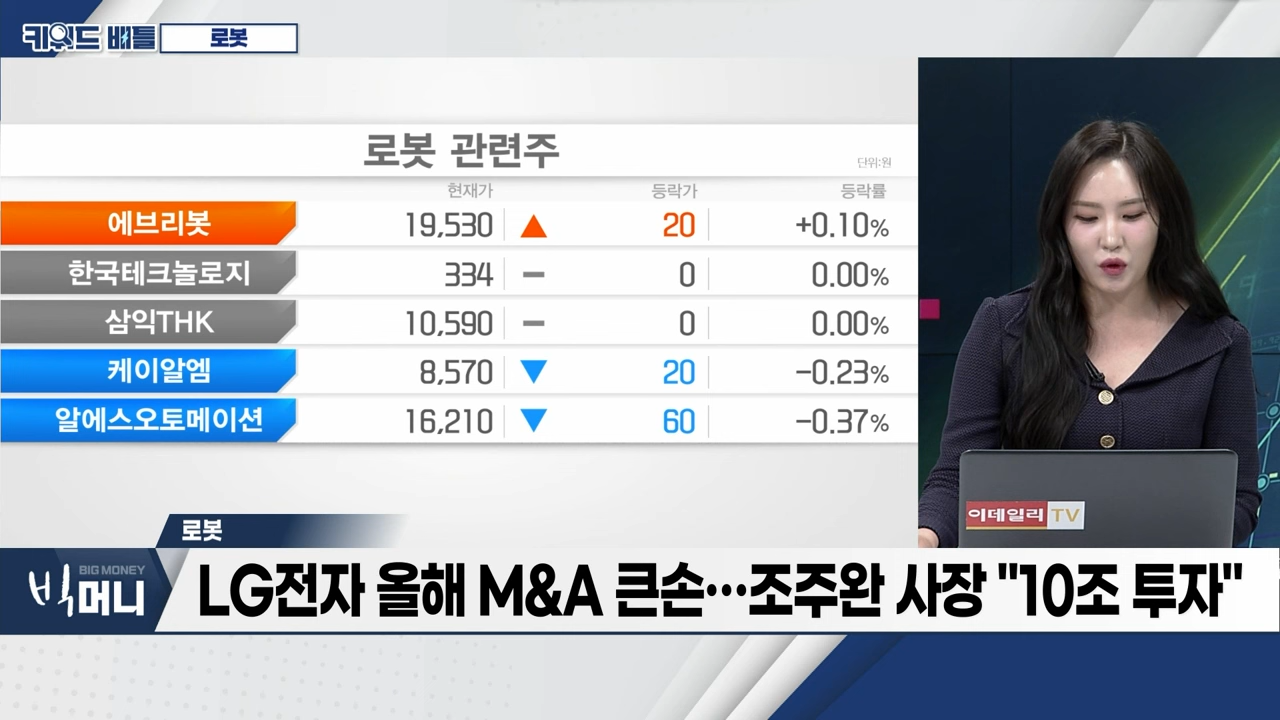 키워드 배틀 로봇
로봇 관련주
단위:원
현재가 등락가 등락률
에브리봇 19,530 ▲ 20 +0.10%
한국테크놀로지 334 － 0 0.00%
삼익THK 10,590 － 0 0.00%
케이알엠 8,570 ▼ 20 -0.23%
알에스오토메이션 16,210 ▼ 60 -0.37%
이데일리TV
로봇
BIG MONEY
빅머니
LG전자 올해 M&A 큰손…조주완 사장 "10조 투자"